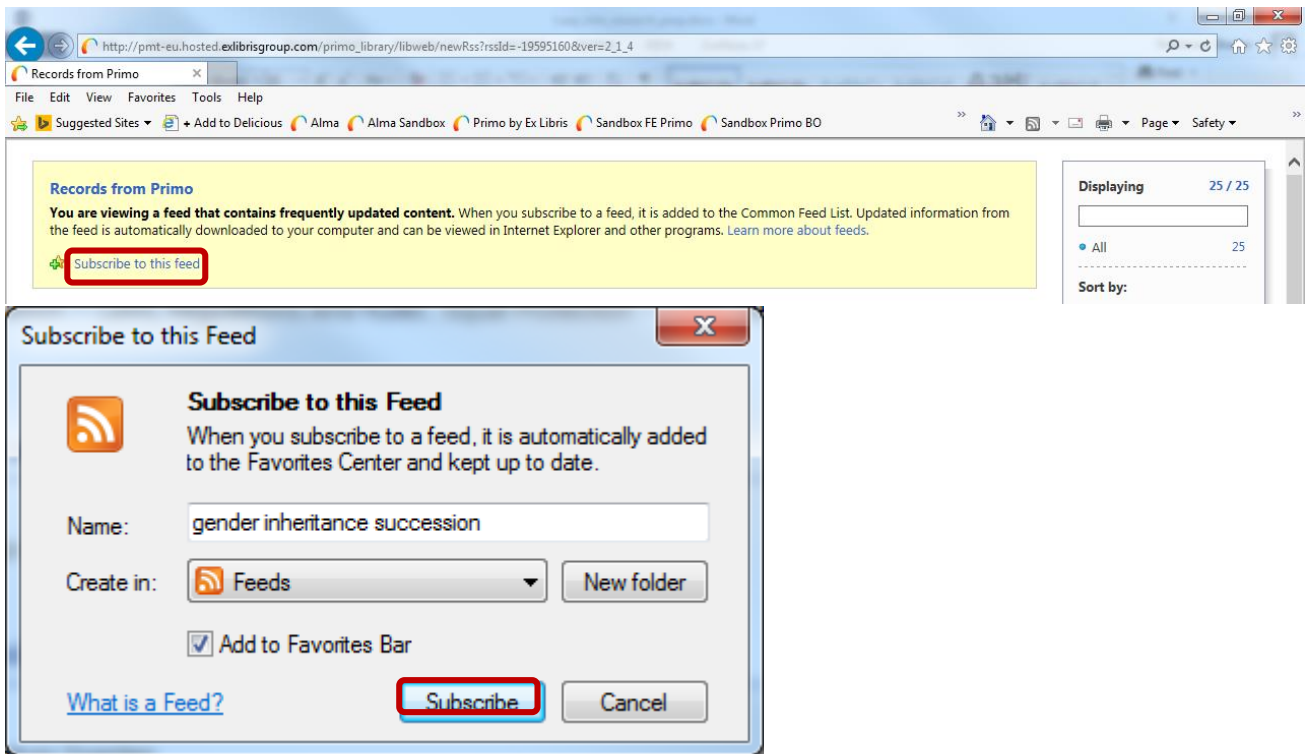 http://pmt-eu.hosted.exlibrisgroup.com/primo_library/libweb/newRss?rssId=-19595160&ver=2_1_4
Records from Primo
File Edit View Favorites Tools Help
Suggested Sites + Add to Delicious Alma Alma Sandbox Primo by Ex Libris Sandbox FE Primo Sandbox Primo BO » Page Safety »
Records from Primo
You are viewing a feed that contains frequently updated content. When you subscribe to a feed, it is added to the Common Feed List. Updated information from
the feed is automatically downloaded to your computer and can be viewed in Internet Explorer and other programs. Learn more about feeds.
Subscribe to this feed
Displaying 25 / 25
All 25
Sort by:
Subscribe to this Feed
Subscribe to this Feed
When you subscribe to a feed, it is automatically added
to the Favorites Center and kept up to date.
Name: gender inheritance succession
Create in: Feeds New folder
Add to Favorites Bar
What is a Feed? Subscribe Cancel